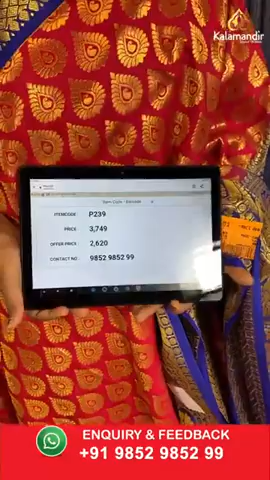 Kalamandir
ITEMCODE: P239
PRICE: 3,749
OFFER PRICE: 2,620
CONTACT NO.: 9852 9852 99
ENQUIRY & FEEDBACK
+91 9852 9852 99